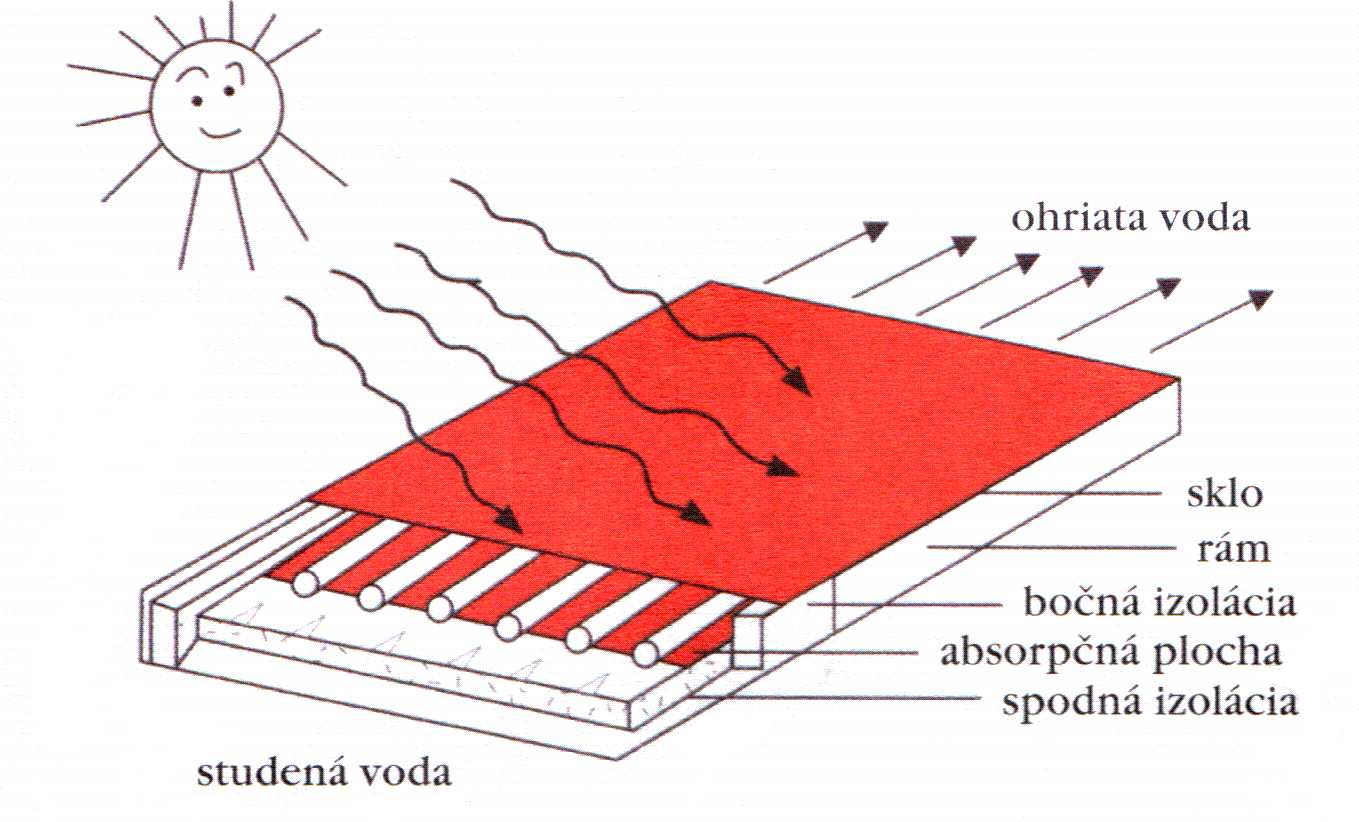 ohriata voda
sklo
rám
bočná izolácia
absorpčná plocha
spodná izolácia
studená voda